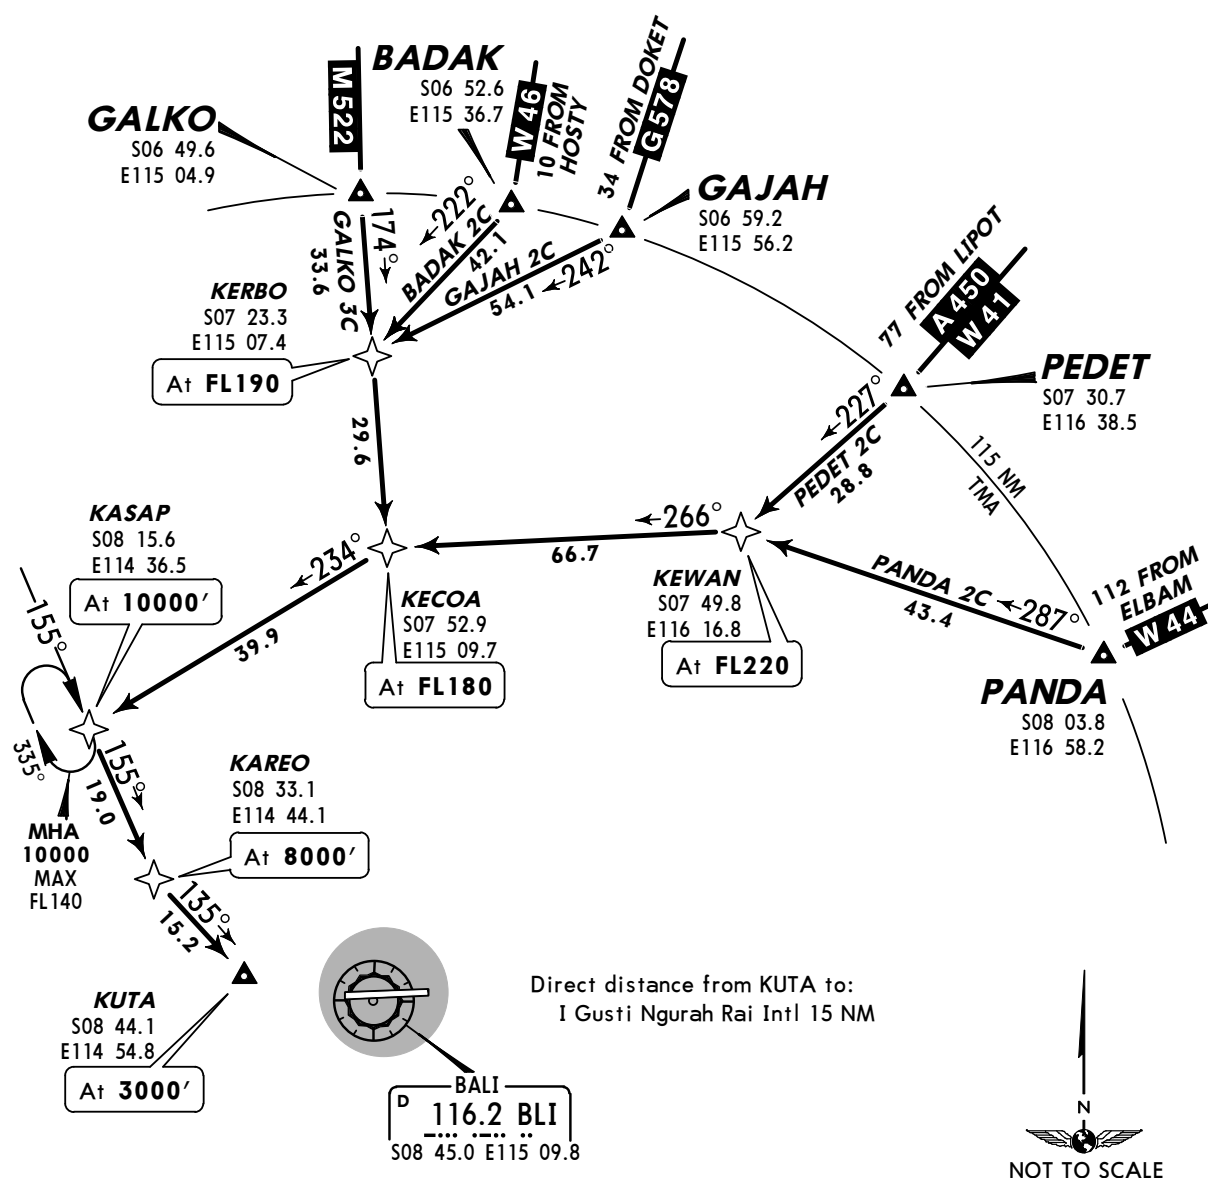 BADAK
S06 52.6
E115 36.7
M 522
W 46
10 FROM
HOSTY
34 FROM DOKET
G 578
GALKO
S06 49.6
E115 04.9
GAJAH
S06 59.2
E115 56.2
174°
GALKO 3C
33.6
222°
BADAK 2C
42.1
GAJAH 2C
54.1
242°
77 FROM LIPOT
A 450
W 41
KERBO
S07 23.3
E115 07.4
At FL190
PEDET
S07 30.7
E116 38.5
227°
PEDET 2C
28.8
115 NM
TMA
29.6
KASAP
S08 15.6
E114 36.5
At 10000'
234°
39.9
266°
66.7
KECOA
S07 52.9
E115 09.7
At FL180
KEWAN
S07 49.8
E116 16.8
At FL220
PANDA 2C
43.4
287°
112 FROM
ELBAM
W 44
PANDA
S08 03.8
E116 58.2
155°
335°
155°
19.0
MHA
10000
MAX
FL140
KAREO
S08 33.1
E114 44.1
At 8000'
135°
15.2
KUTA
S08 44.1
E114 54.8
At 3000'
Direct distance from KUTA to:
I Gusti Ngurah Rai Intl 15 NM
BALI
D 116.2 BLI
S08 45.0 E115 09.8
N
NOT TO SCALE